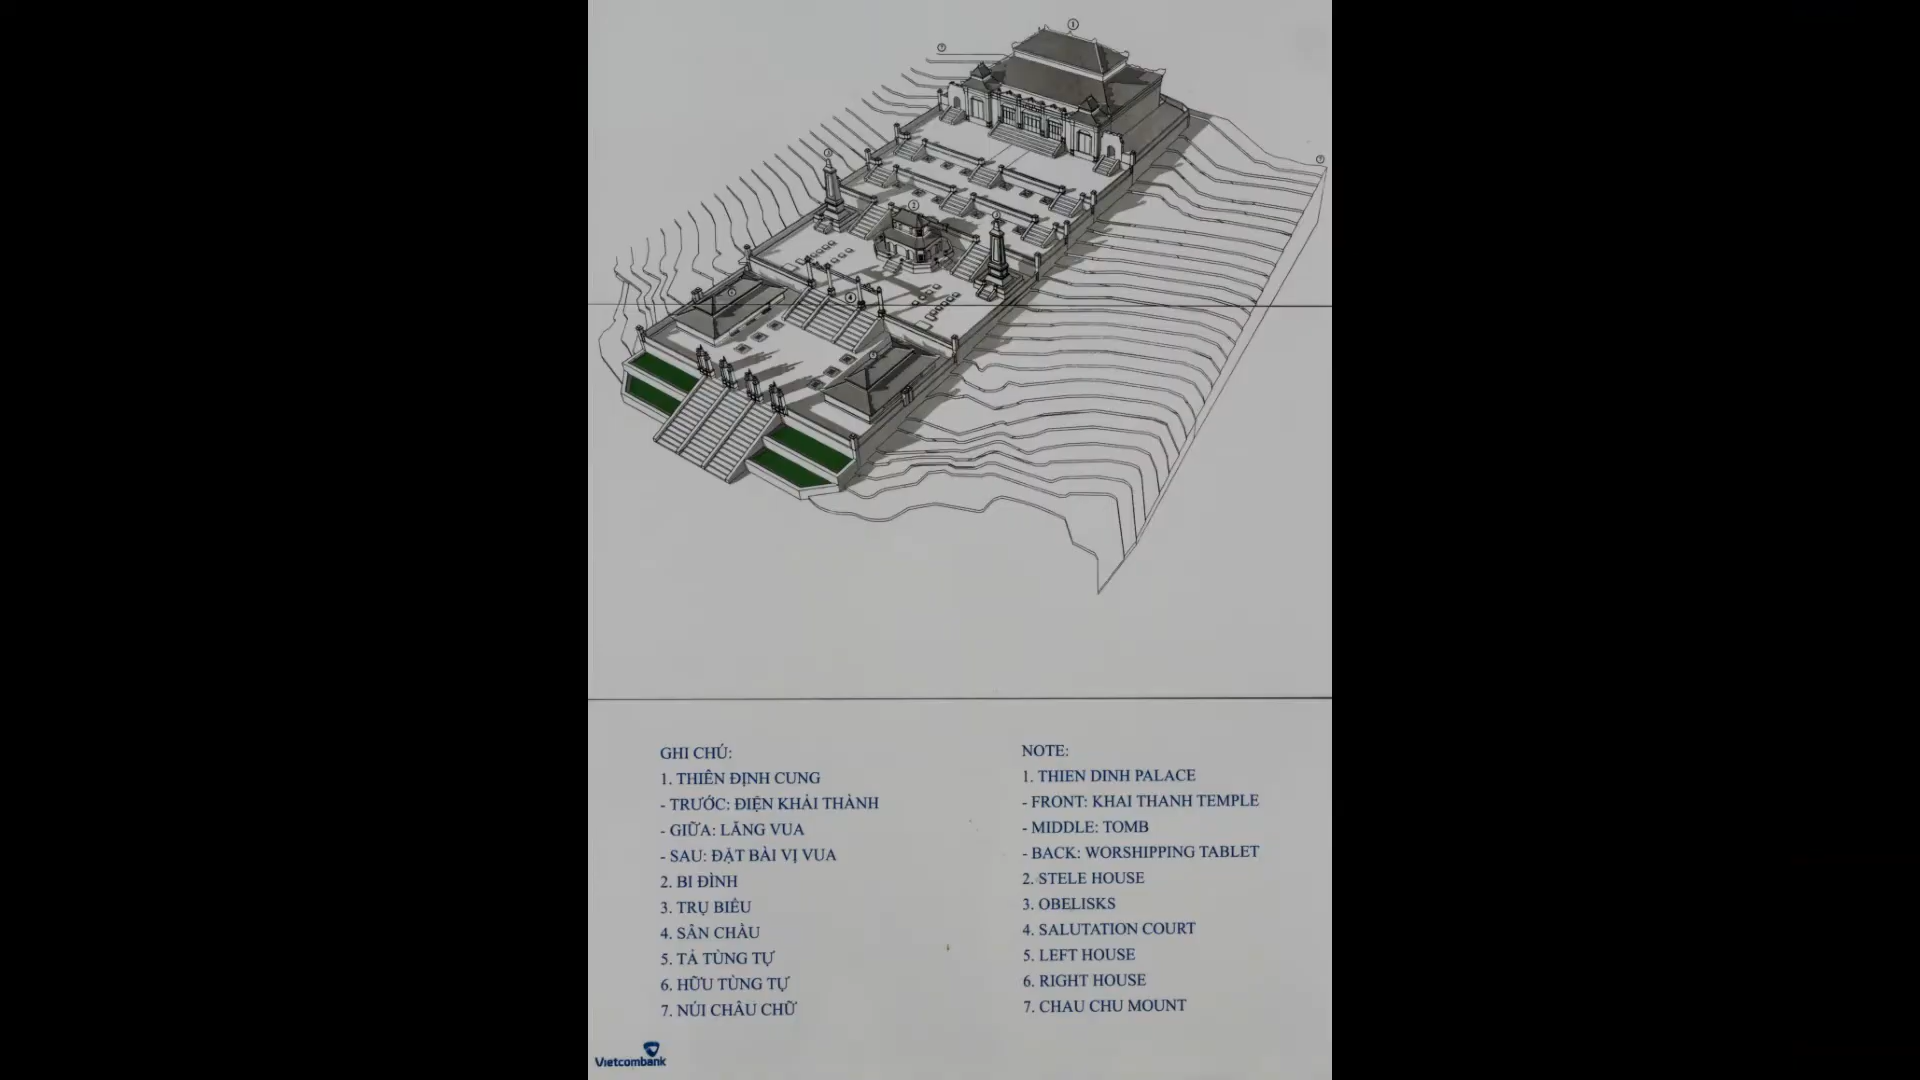 GHI CHÚ:
1. THIÊN ĐỊNH CUNG
- TRƯỚC: ĐIỆN KHẢI THÀNH
- GIỮA: LĂNG VUA
- SAU: ĐẶT BÀI VỊ VUA
2. BI ĐÌNH
3. TRỤ BIỂU
4. SÂN CHẦU
5. TẢ TÙNG TỰ
6. HỮU TÙNG TỰ
7. NÚI CHÂU CHỮ
NOTE:
1. THIEN DINH PALACE
- FRONT: KHAI THANH TEMPLE
- MIDDLE: TOMB
- BACK: WORSHIPPING TABLET
2. STELE HOUSE
3. OBELISKS
4. SALUTATION COURT
5. LEFT HOUSE
6. RIGHT HOUSE
7. CHAU CHU MOUNT
Vietcombank